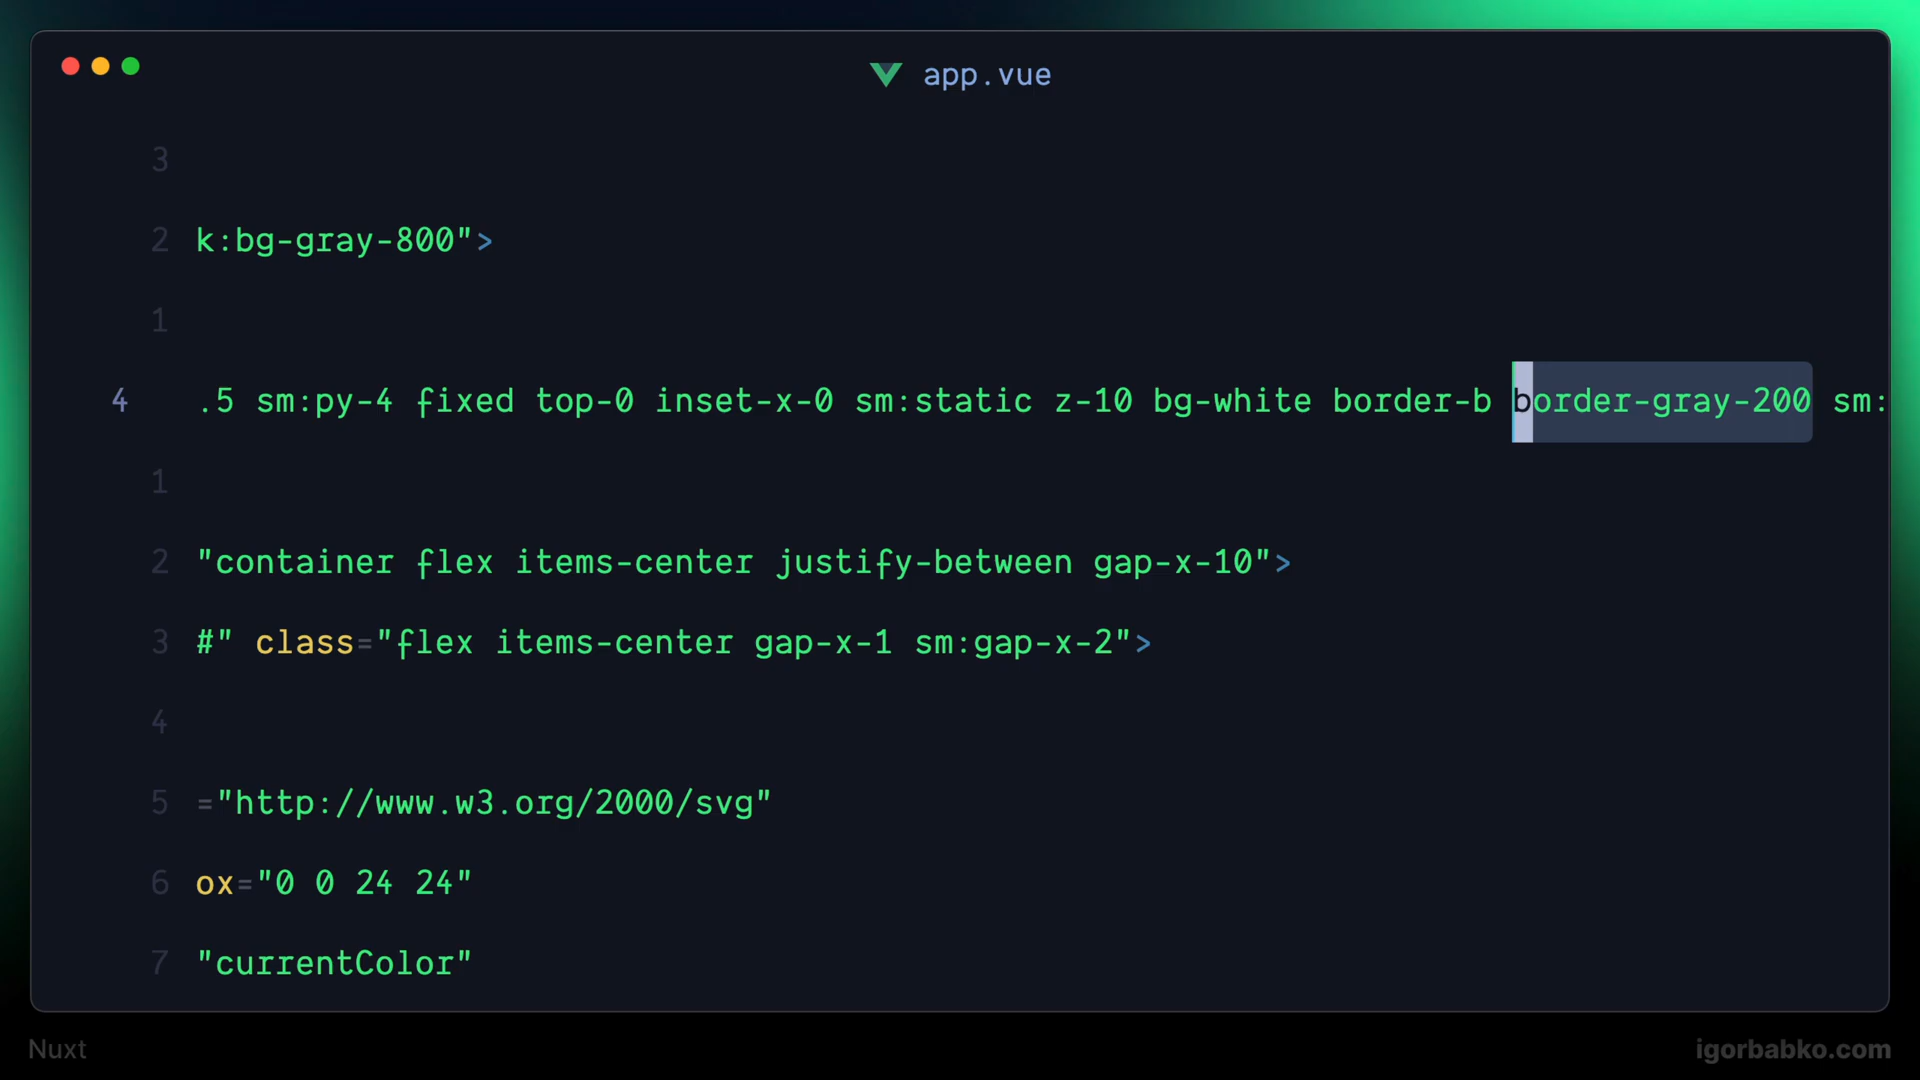 app.vue
3
2 k:bg-gray-800">
1
4 .5 sm:py-4 fixed top-0 inset-x-0 sm:static z-10 bg-white border-b border-gray-200 sm:
1
2 "container flex items-center justify-between gap-x-10">
3 #" class="flex items-center gap-x-1 sm:gap-x-2">
4
5 ="http://www.w3.org/2000/svg"
6 ox="0 0 24 24"
7 "currentColor"
Nuxt
igorbabko.com